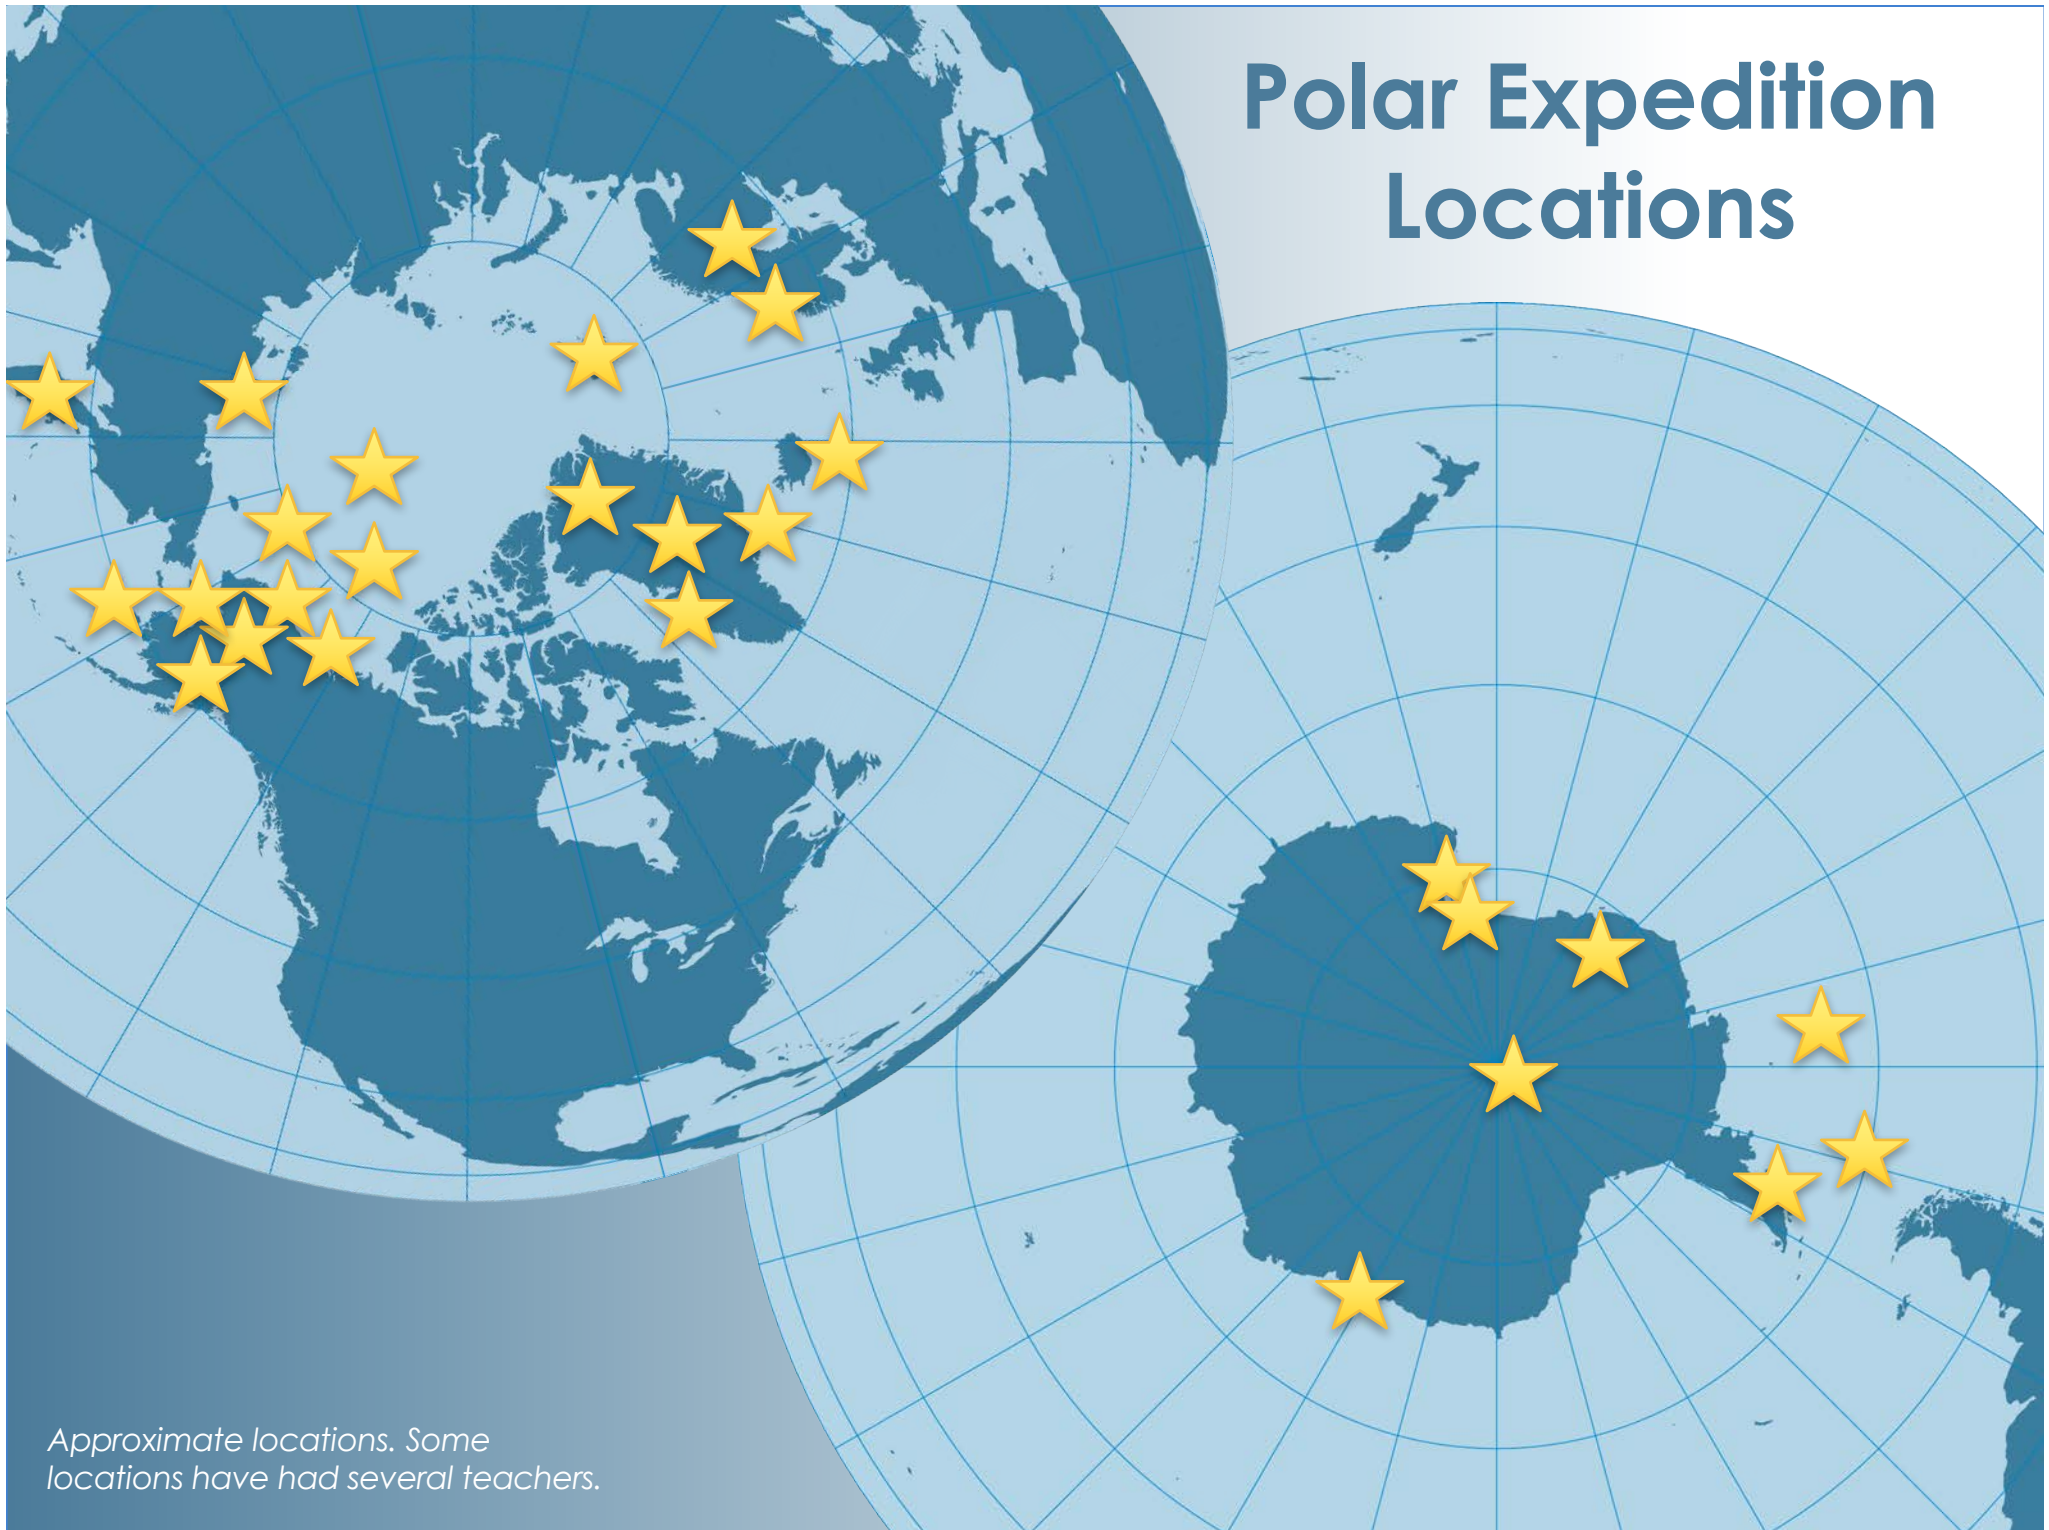 Polar Expedition
Locations
Approximate locations. Some
locations have had several teachers.